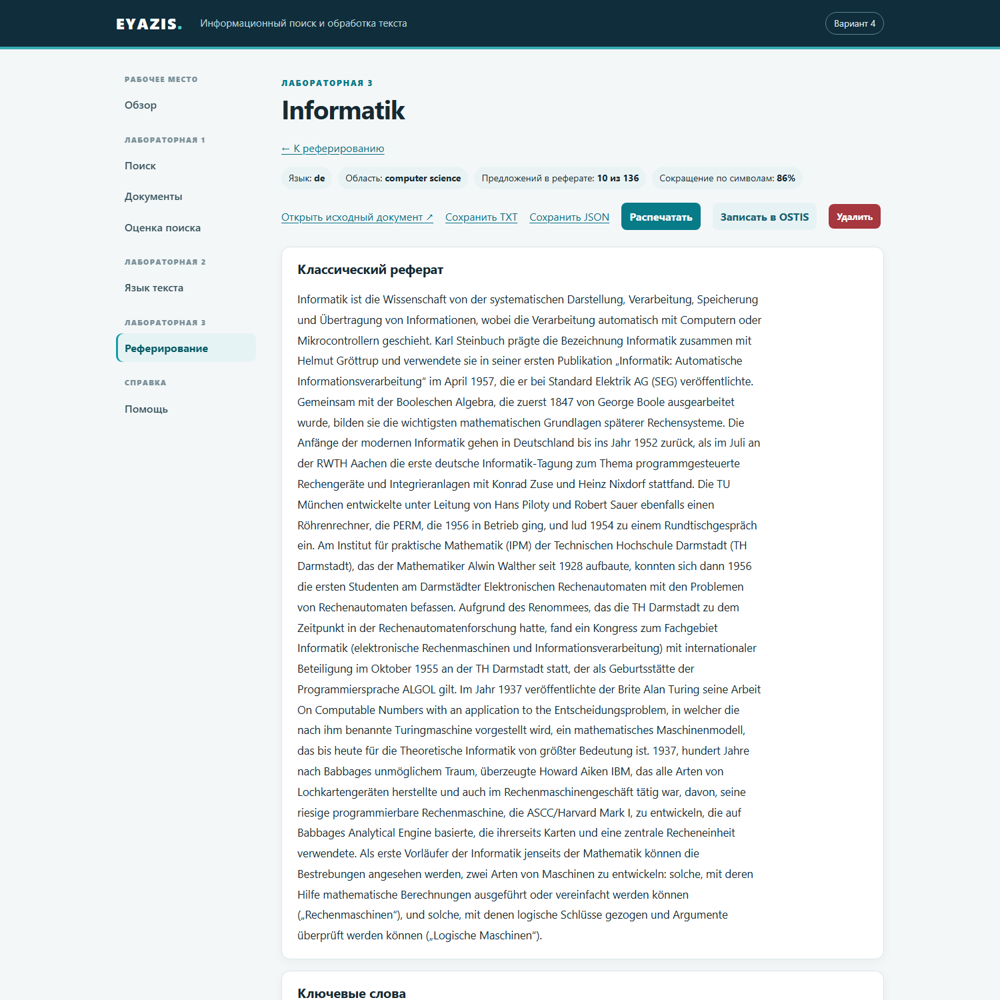 EYAZIS.
Информационный поиск и обработка текста
Вариант 4
РАБОЧЕЕ МЕСТО
Обзор
ЛАБОРАТОРНАЯ 1
Поиск
Документы
Оценка поиска
ЛАБОРАТОРНАЯ 2
Язык текста
ЛАБОРАТОРНАЯ 3
Реферирование
СПРАВКА
Помощь
ЛАБОРАТОРНАЯ 3
Informatik
← К реферированию
Язык: de
Область: computer science
Предложений в реферате: 10 из 136
Сокращение по символам: 86%
Открыть исходный документ ↗
Сохранить TXT
Сохранить JSON
Распечатать
Записать в OSTIS
Удалить
Классический реферат
Informatik ist die Wissenschaft von der systematischen Darstellung, Verarbeitung, Speicherung
und Übertragung von Informationen, wobei die Verarbeitung automatisch mit Computern oder
Mikrocontrollern geschieht. Karl Steinbuch prägte die Bezeichnung Informatik zusammen mit
Helmut Gröttrup und verwendete sie in seiner ersten Publikation „Informatik: Automatische
Informationsverarbeitung“ im April 1957, die er bei Standard Elektrik AG (SEG) veröffentlichte.
Gemeinsam mit der Booleschen Algebra, die zuerst 1847 von George Boole ausgearbeitet
wurde, bilden sie die wichtigsten mathematischen Grundlagen späterer Rechensysteme. Die
Anfänge der modernen Informatik gehen in Deutschland bis ins Jahr 1952 zurück, als im Juli an
der RWTH Aachen die erste deutsche Informatik-Tagung zum Thema programmgesteuerte
Rechengeräte und Integrieranlagen mit Konrad Zuse und Heinz Nixdorf stattfand. Die TU
München entwickelte unter Leitung von Hans Piloty und Robert Sauer ebenfalls einen
Röhrenrechner, die PERM, die 1956 in Betrieb ging, und lud 1954 zu einem Rundtischgespräch
ein. Am Institut für praktische Mathematik (IPM) der Technischen Hochschule Darmstadt (TH
Darmstadt), das der Mathematiker Alwin Walther seit 1928 aufbaute, konnten sich dann 1956
die ersten Studenten am Darmstädter Elektronischen Rechenautomaten mit den Problemen
von Rechenautomaten befassen. Aufgrund des Renommees, das die TH Darmstadt zu dem
Zeitpunkt in der Rechenautomatenforschung hatte, fand ein Kongress zum Fachgebiet
Informatik (elektronische Rechenmaschinen und Informationsverarbeitung) mit internationaler
Beteiligung im Oktober 1955 an der TH Darmstadt statt, der als Geburtsstätte der
Programmiersprache ALGOL gilt. Im Jahr 1937 veröffentlichte der Brite Alan Turing seine Arbeit
On Computable Numbers with an application to the Entscheidungsproblem, in welcher die
nach ihm benannte Turingmaschine vorgestellt wird, ein mathematisches Maschinenmodell,
das bis heute für die Theoretische Informatik von größter Bedeutung ist. 1937, hundert Jahre
nach Babbages unmöglichem Traum, überzeugte Howard Aiken IBM, das alle Arten von
Lochkartengeräten herstellte und auch im Rechenmaschinengeschäft tätig war, davon, seine
riesige programmierbare Rechenmaschine, die ASCC/Harvard Mark I, zu entwickeln, die auf
Babbages Analytical Engine basierte, die ihrerseits Karten und eine zentrale Recheneinheit
verwendete. Als erste Vorläufer der Informatik jenseits der Mathematik können die
Bestrebungen angesehen werden, zwei Arten von Maschinen zu entwickeln: solche, mit deren
Hilfe mathematische Berechnungen ausgeführt oder vereinfacht werden können
(„Rechenmaschinen“), und solche, mit denen logische Schlüsse gezogen und Argumente
überprüft werden können („Logische Maschinen“).
Ключевые слова